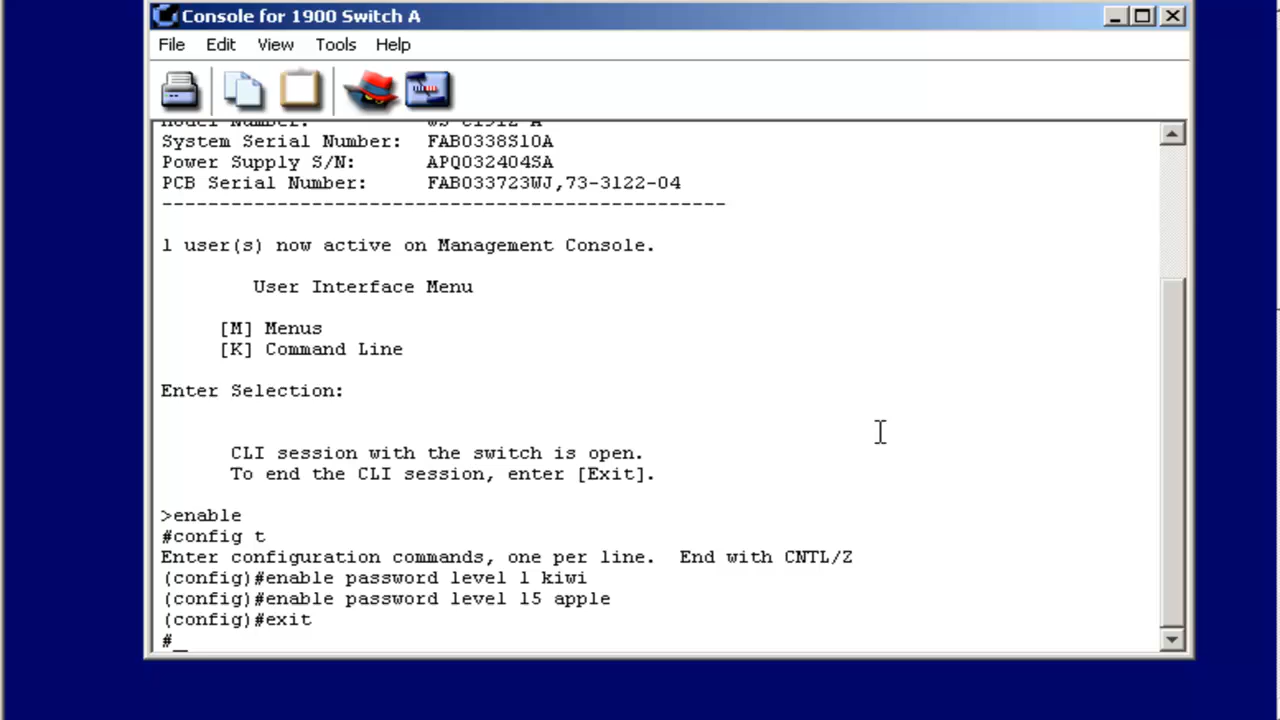 Console for 1900 Switch A
File Edit View Tools Help
Model Number:
System Serial Number: FAB0338S10A
Power Supply S/N: APQ032404SA
PCB Serial Number: FAB033723WJ,73-3122-04
-------------------------------------------------
1 user(s) now active on Management Console.
User Interface Menu
[M] Menus
[K] Command Line
Enter Selection:
CLI session with the switch is open.
To end the CLI session, enter [Exit].
>enable
#config t
Enter configuration commands, one per line. End with CNTL/Z
(config)#enable password level 1 kiwi
(config)#enable password level 15 apple
(config)#exit
#_